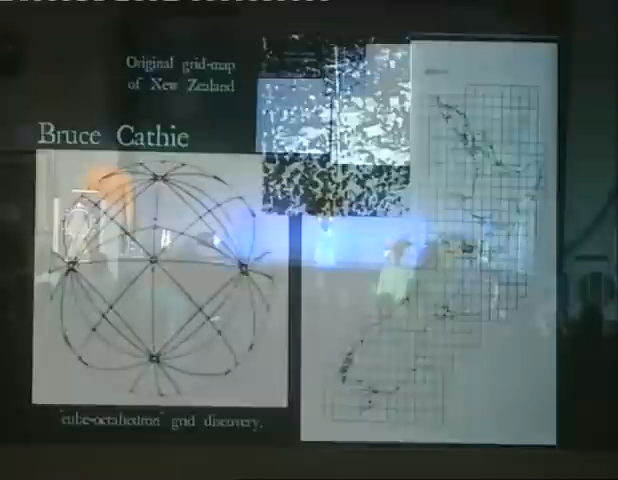 Original grid-map
of New Zealand
Bruce Cathie
"cube-octahedron" grid discovery.